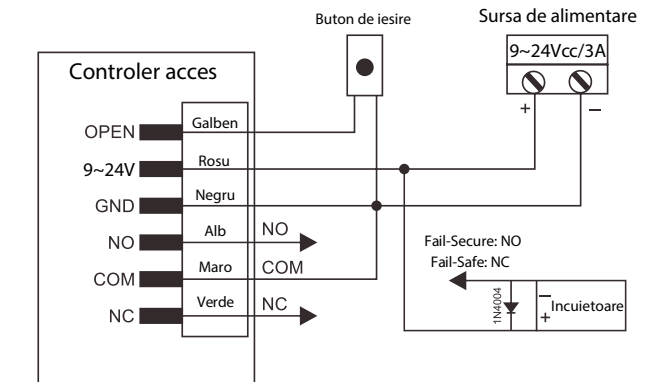 Buton de iesire
Sursa de alimentare
9~24Vcc/3A
+ −
Controler acces
OPEN Galben
9~24V Rosu
GND Negru
NO Alb NO
COM Maro COM
NC Verde NC
Fail-Secure: NO
Fail-Safe: NC
1N4004
−
+
Incuietoare